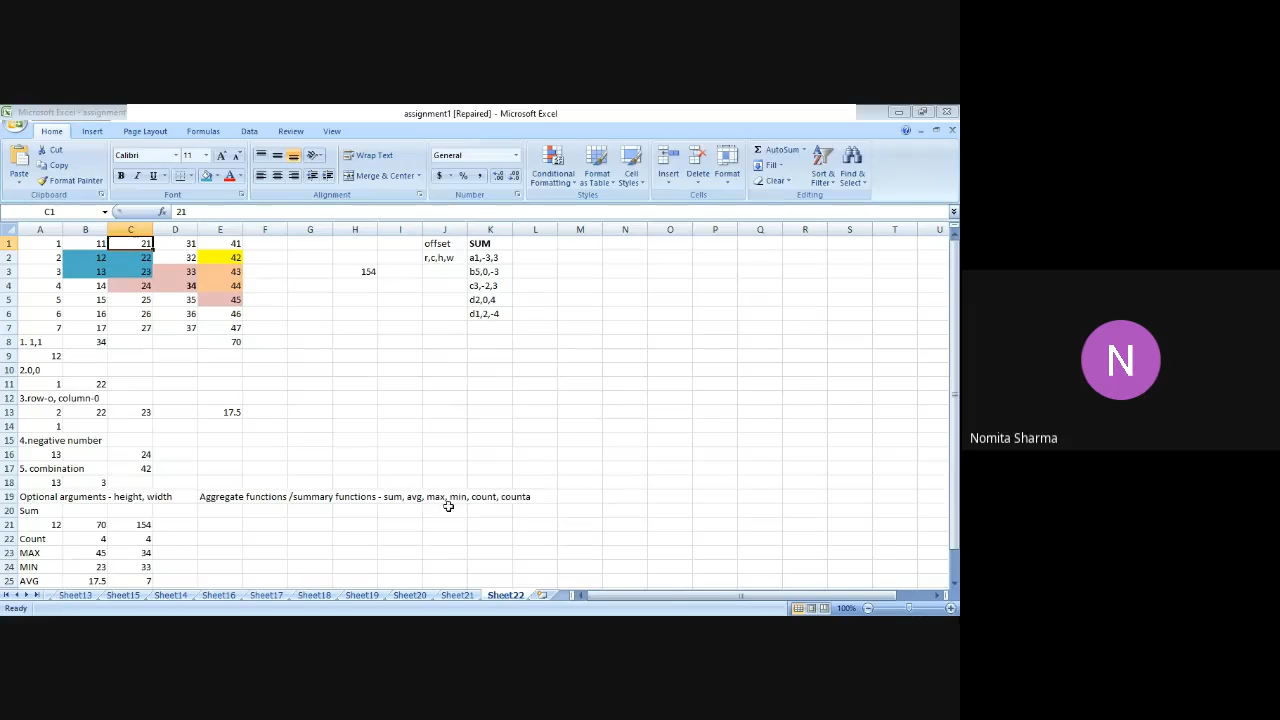 Microsoft Excel - assignment
assignment1 [Repaired] - Microsoft Excel
Home Insert Page Layout Formulas Data Review View
Cut
Copy
Format Painter
Paste
Clipboard
Calibri 11
B I U
Font
Wrap Text
Merge & Center
Alignment
General
$ % ,
Number
Conditional Formatting
Format as Table
Cell Styles
Styles
Insert Delete Format
Cells
Σ AutoSum
Fill
Clear
Sort & Filter
Find & Select
Editing
C1 fx 21
A B C D E F G H I J K L M N O P Q R S T U
1 1 11 21 31 41 offset SUM
2 2 12 22 32 42 r,c,h,w a1,-3,3
3 3 13 23 33 43 154 b5,0,-3
4 4 14 24 34 44 c3,-2,3
5 5 15 25 35 45 d2,0,4
6 6 16 26 36 46 d1,2,-4
7 7 17 27 37 47
8 1. 1,1 34 70
9 12
10 2.0,0
11 1 22
12 3.row-o, column-0
13 2 22 23 17.5
14 1
15 4.negative number
16 13 24
17 5. combination 42
18 13 3
19 Optional arguments - height, width Aggregate functions /summary functions - sum, avg, max, min, count, counta
20 Sum
21 12 70 154
22 Count 4 4
23 MAX 45 34
24 MIN 23 33
25 AVG 17.5 7
Sheet13 Sheet15 Sheet14 Sheet16 Sheet17 Sheet18 Sheet19 Sheet20 Sheet21 Sheet22
Ready 100%
N
Nomita Sharma